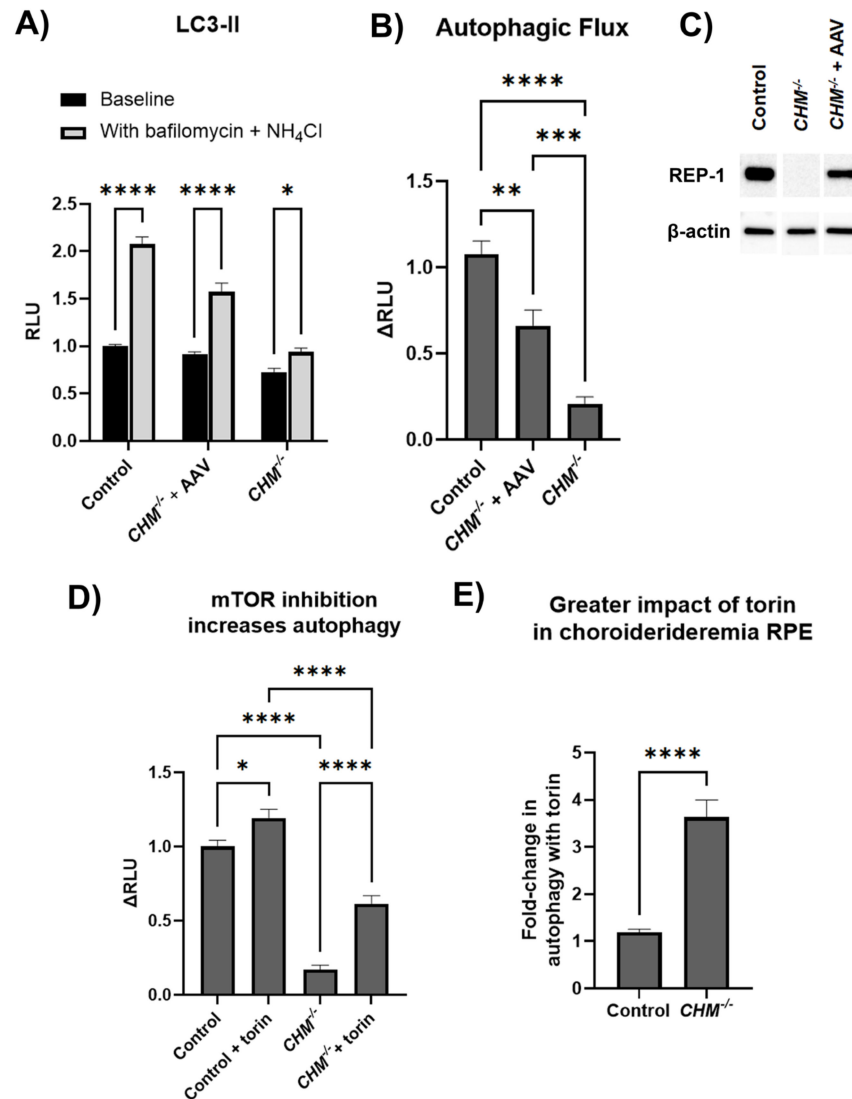 A)
LC3-II
Baseline
With bafilomycin + NH₄Cl
**** **** *
2.5
2.0
1.5
1.0
0.5
0.0
RLU
Control
CHM-/- + AAV
CHM-/-
B)
Autophagic Flux
****
***
**
1.5
1.0
0.5
0.0
ΔRLU
Control
CHM-/- + AAV
CHM-/-
C)
Control
CHM-/-
CHM-/- + AAV
REP-1
β-actin
D)
mTOR inhibition
increases autophagy
****
****
* ****
1.5
1.0
0.5
0.0
ΔRLU
Control
Control + torin
CHM-/-
CHM-/- + torin
E)
Greater impact of torin
in choroiderideremia RPE
****
5
4
3
2
1
0
Fold-change in
autophagy with torin
Control CHM-/-